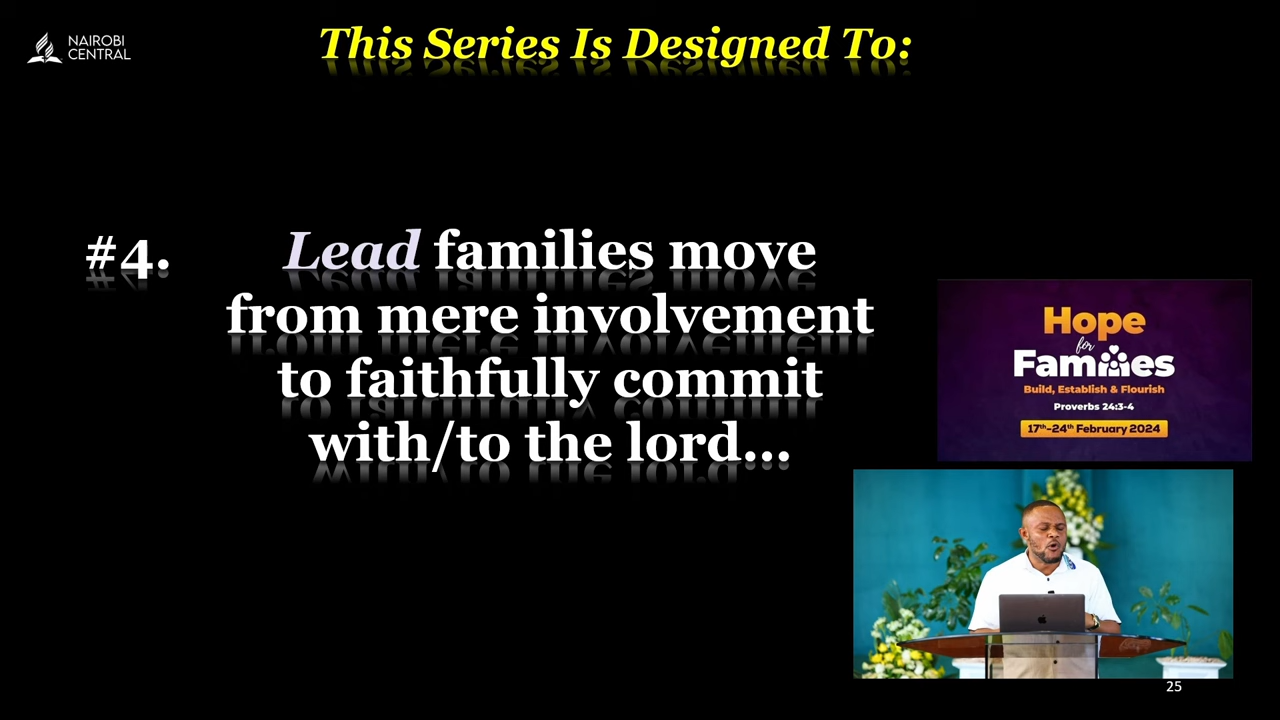 NAIROBI
CENTRAL
This Series Is Designed To:
#4. Lead families move
from mere involvement
to faithfully commit
with/to the lord...
Hope
for
Families
Build, Establish & Flourish
Proverbs 24:3-4
17th-24th February 2024
25